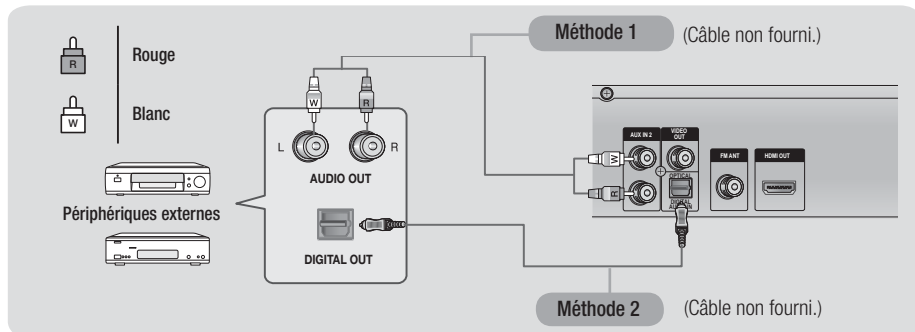 Méthode 1 (Câble non fourni.)
R Rouge
W Blanc
W R
L R
AUDIO OUT
Périphériques externes
DIGITAL OUT
AUX IN 2
VIDEO OUT
FM ANT
HDMI OUT
W
R
OPTICAL
DIGITAL
Méthode 2 (Câble non fourni.)